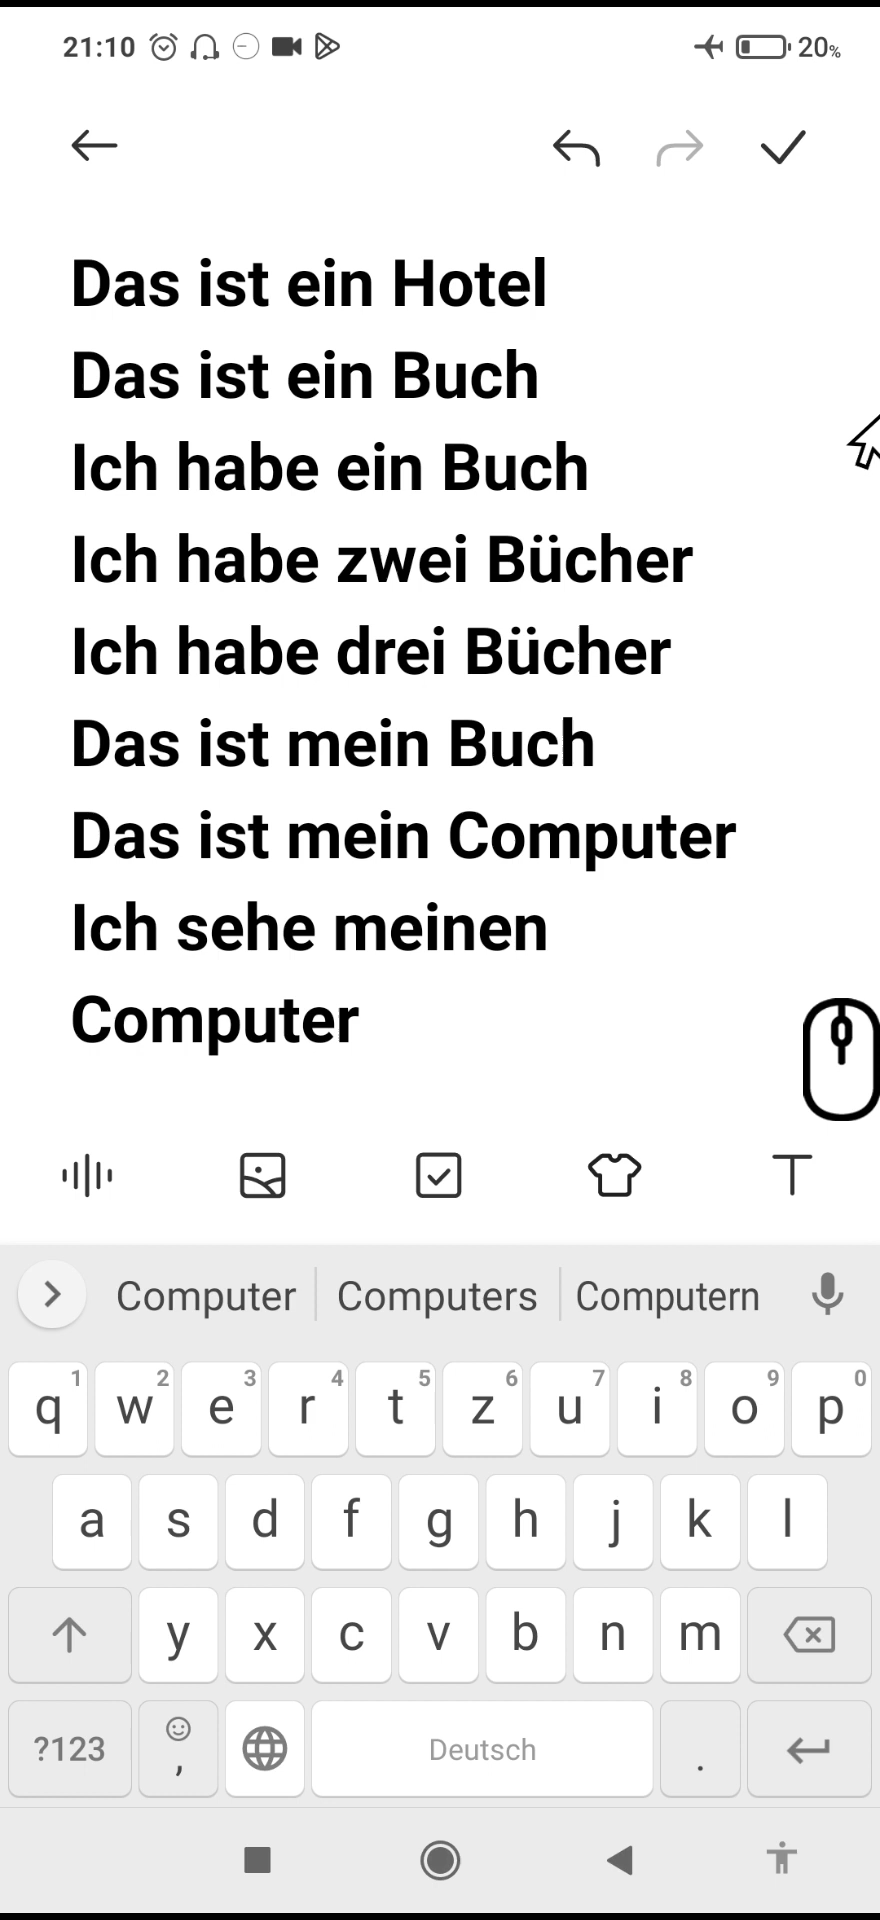 21:10 20%
Das ist ein Hotel
Das ist ein Buch
Ich habe ein Buch
Ich habe zwei Bücher
Ich habe drei Bücher
Das ist mein Buch
Das ist mein Computer
Ich sehe meinen
Computer
T
Computer Computers Computern
1 2 3 4 5 6 7 8 9 0
q w e r t z u i o p
a s d f g h j k l
y x c v b n m
?123 , Deutsch .